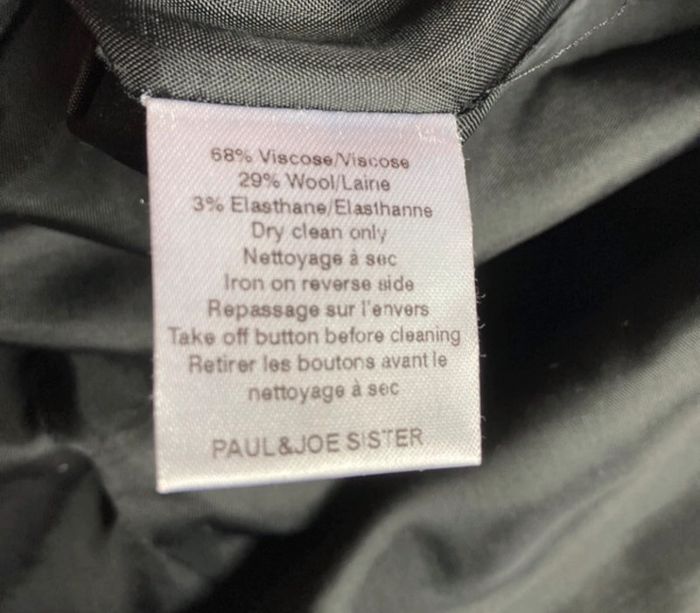 68% Viscose/Viscose
29% Wool/Laine
3% Elasthane/Elasthanne
Dry clean only
Nettoyage à sec
Iron on reverse side
Repassage sur l'envers
Take off button before cleaning
Retirer les boutons avant le
nettoyage à sec
PAUL&JOE SISTER